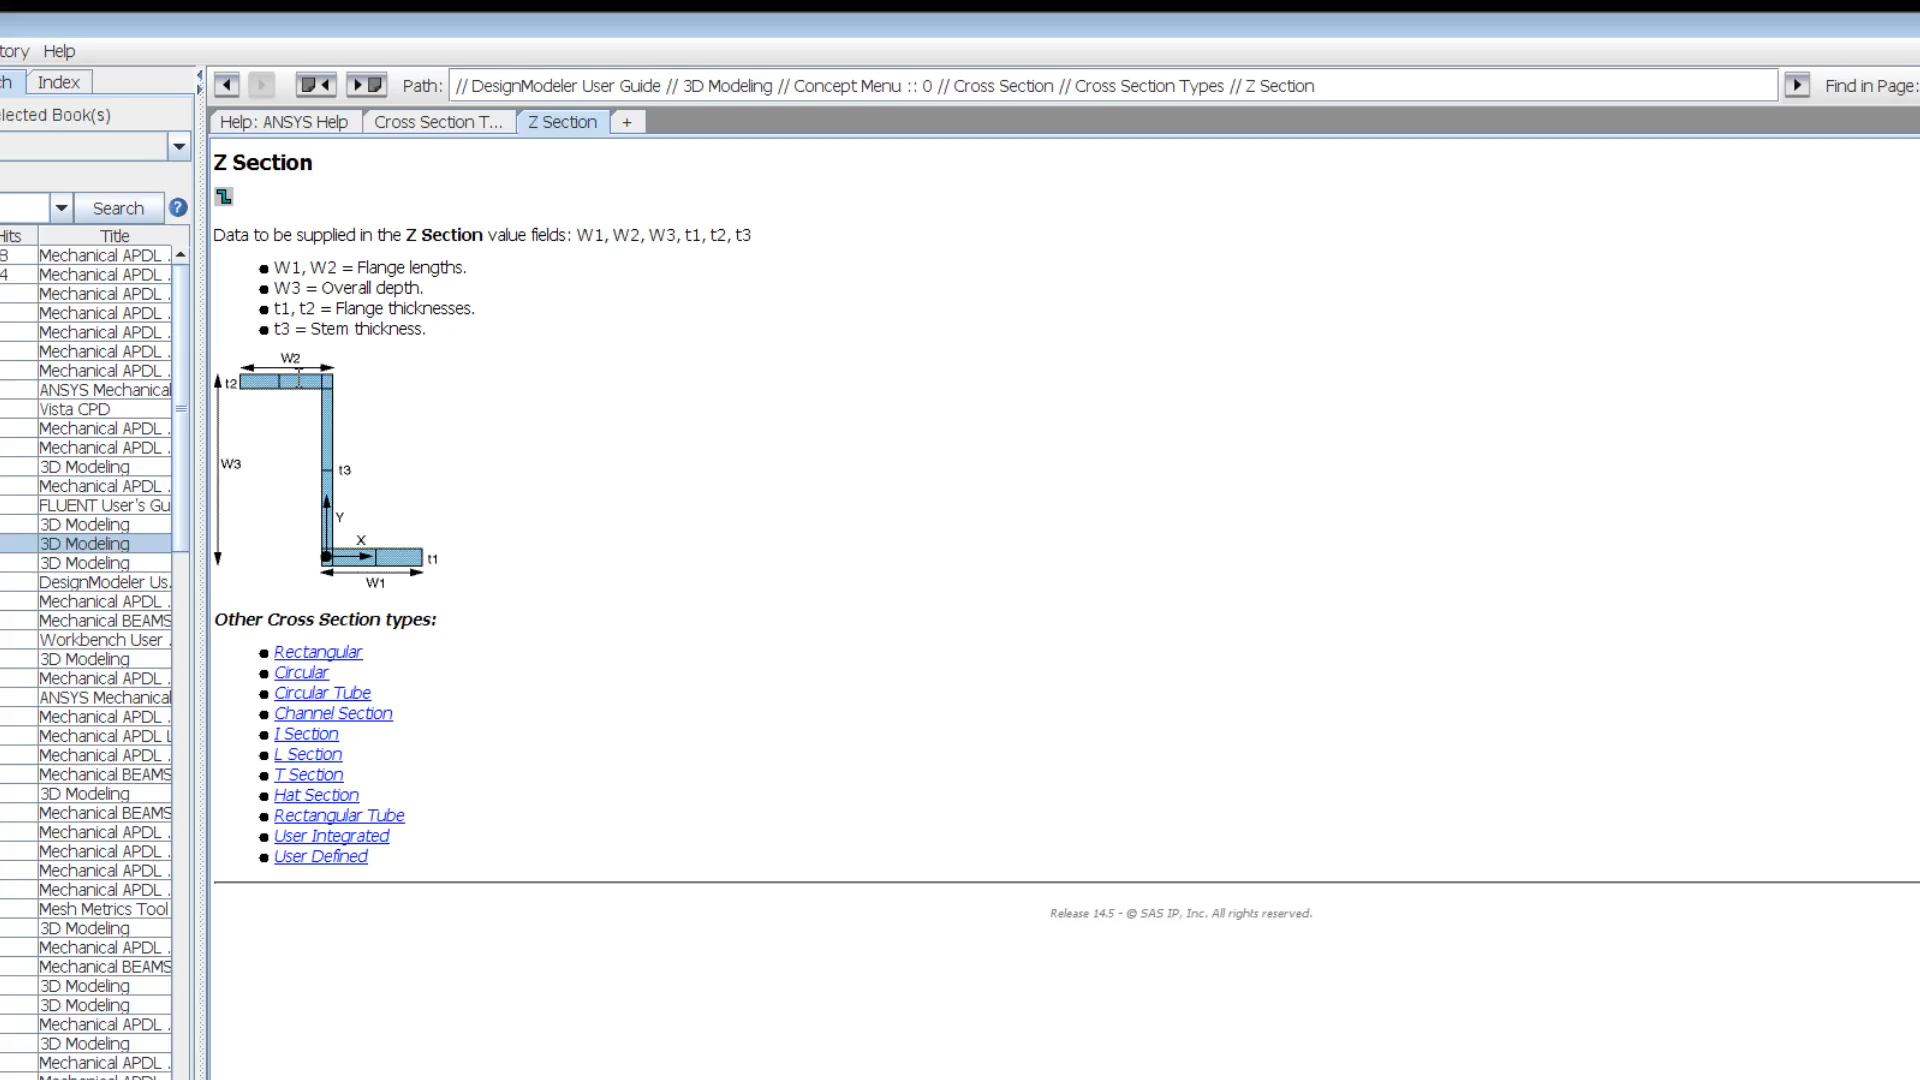 tory Help
ch Index
Path: // DesignModeler User Guide // 3D Modeling // Concept Menu :: 0 // Cross Section // Cross Section Types // Z Section
Find in Page:
elected Book(s)
Help: ANSYS Help Cross Section T... Z Section +
Z Section
Search ?
Hits Title
Data to be supplied in the Z Section value fields: W1, W2, W3, t1, t2, t3
● W1, W2 = Flange lengths.
● W3 = Overall depth.
● t1, t2 = Flange thicknesses.
● t3 = Stem thickness.
W2
t2
W3
t3
Y
X
t1
W1
Other Cross Section types:
● Rectangular
● Circular
● Circular Tube
● Channel Section
● I Section
● L Section
● T Section
● Hat Section
● Rectangular Tube
● User Integrated
● User Defined
Release 14.5 - © SAS IP, Inc. All rights reserved.
8 Mechanical APDL .
4 Mechanical APDL .
Mechanical APDL .
Mechanical APDL .
Mechanical APDL .
Mechanical APDL .
Mechanical APDL .
ANSYS Mechanical
Vista CPD
Mechanical APDL .
Mechanical APDL .
3D Modeling
Mechanical APDL .
FLUENT User's Gu
3D Modeling
3D Modeling
3D Modeling
DesignModeler Us.
Mechanical APDL .
Mechanical BEAMS
Workbench User .
3D Modeling
Mechanical APDL .
ANSYS Mechanical
Mechanical APDL .
Mechanical APDL L
Mechanical APDL .
Mechanical BEAMS
3D Modeling
Mechanical BEAMS
Mechanical APDL .
Mechanical APDL .
Mechanical APDL .
Mechanical APDL .
Mesh Metrics Tool
3D Modeling
Mechanical APDL .
Mechanical BEAMS
3D Modeling
3D Modeling
Mechanical APDL .
3D Modeling
Mechanical APDL .